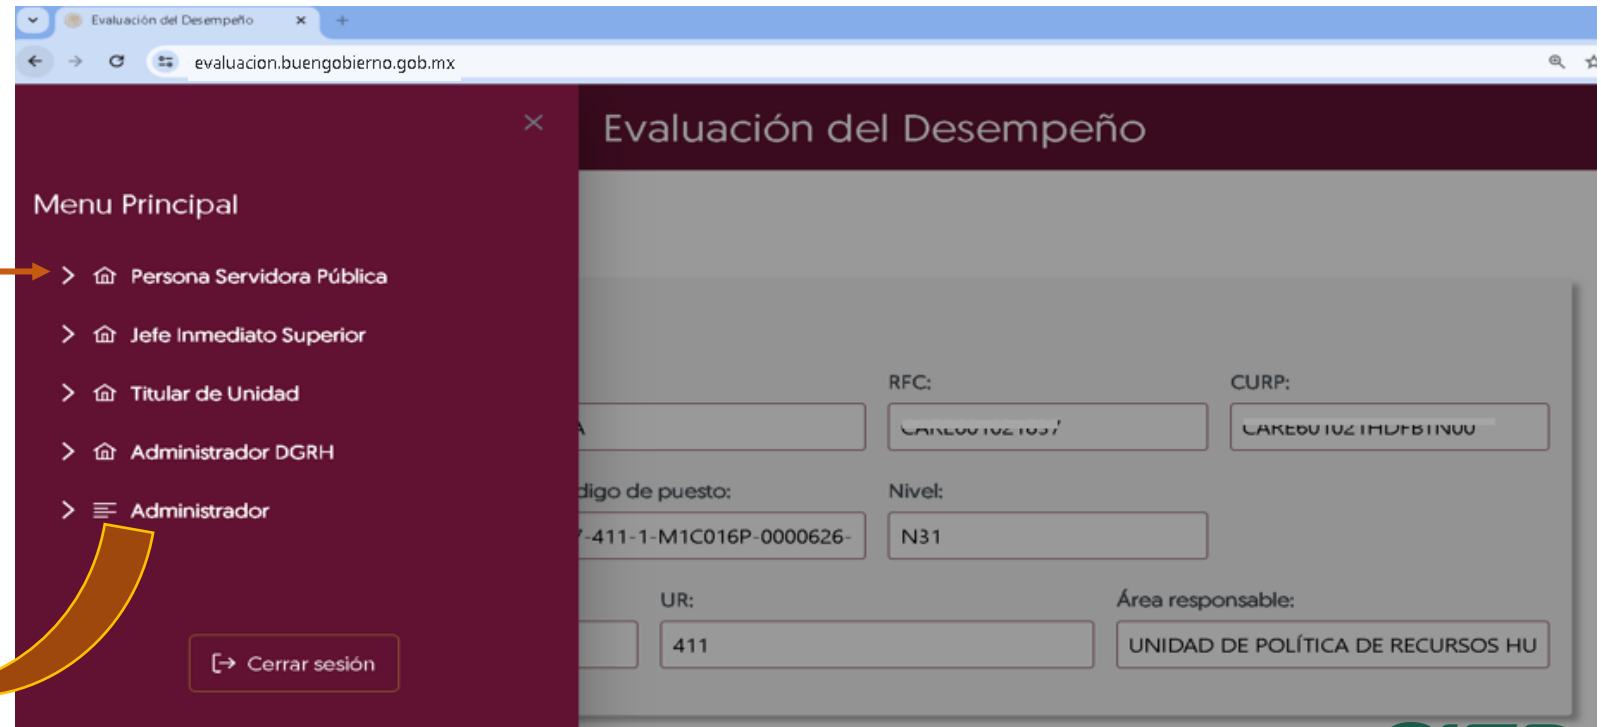 Evaluación del Desempeño
evaluacion.buengobierno.gob.mx
Evaluación del Desempeño
Menu Principal
Persona Servidora Pública
Jefe Inmediato Superior
Titular de Unidad
Administrador DGRH
Administrador
Cerrar sesión
RFC:
CURP:
digo de puesto:
Nivel:
-411-1-M1C016P-0000626-
N31
UR:
Área responsable:
411
UNIDAD DE POLÍTICA DE RECURSOS HU